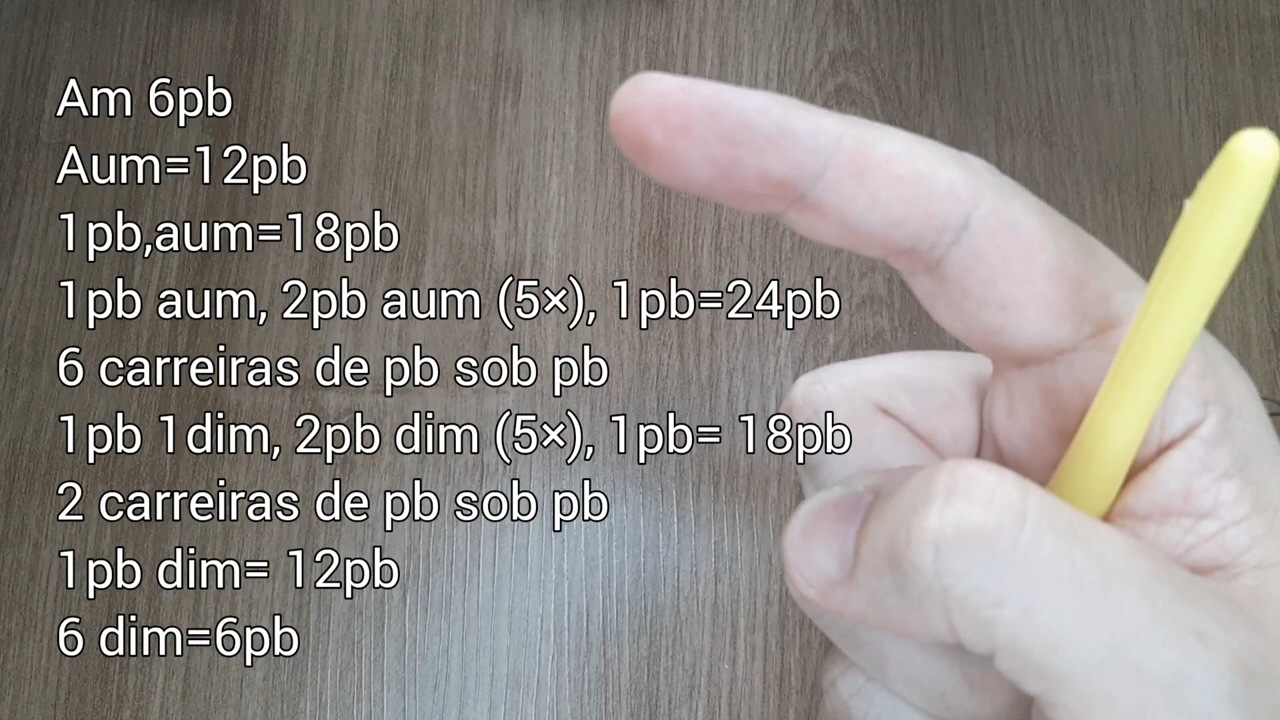 Am 6pb
Aum=12pb
1pb,aum=18pb
1pb aum, 2pb aum (5×), 1pb=24pb
6 carreiras de pb sob pb
1pb 1dim, 2pb dim (5×), 1pb= 18pb
2 carreiras de pb sob pb
1pb dim= 12pb
6 dim=6pb